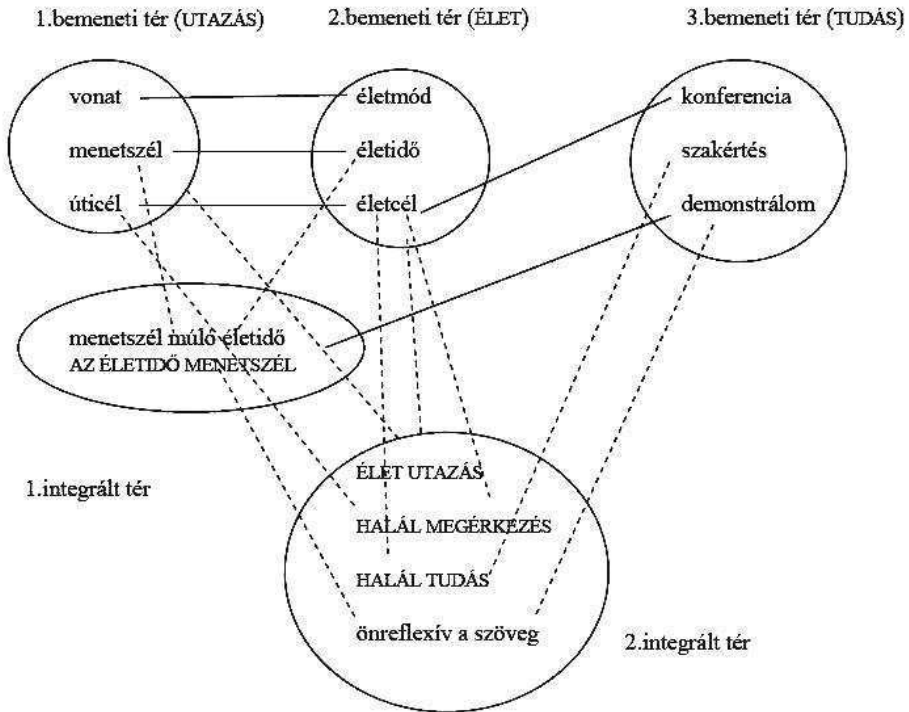 1.bemeneti tér (UTAZÁS)
2.bemeneti tér (ÉLET)
3.bemeneti tér (TUDÁS)
vonat
életmód
konferencia
menetszél
életidő
szakértés
úticél
életcél
demonstrálom
menetszél múló életidő
AZ ÉLETIDŐ MENETSZÉL
1.integrált tér
ÉLET UTAZÁS
HALÁL MEGÉRKEZÉS
HALÁL TUDÁS
önreflexív a szöveg
2.integrált tér